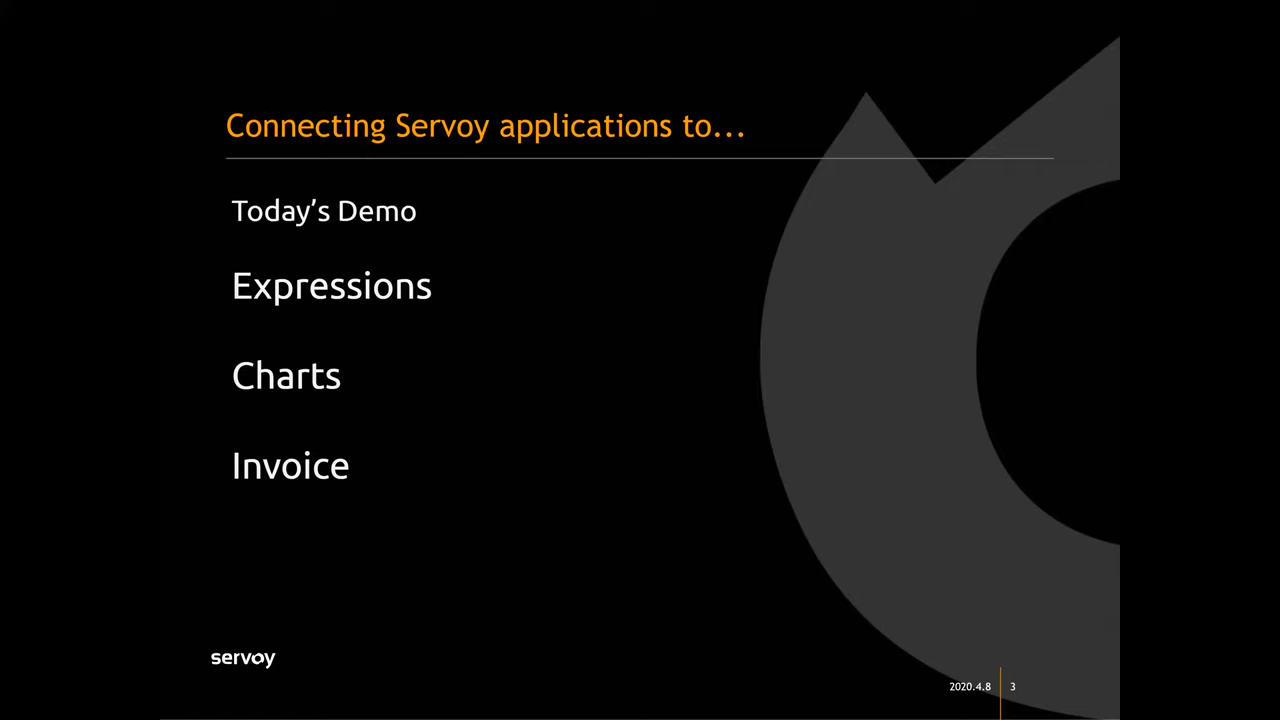 Connecting Servoy applications to...
Today’s Demo
Expressions
Charts
Invoice
servoy
2020.4.8
3